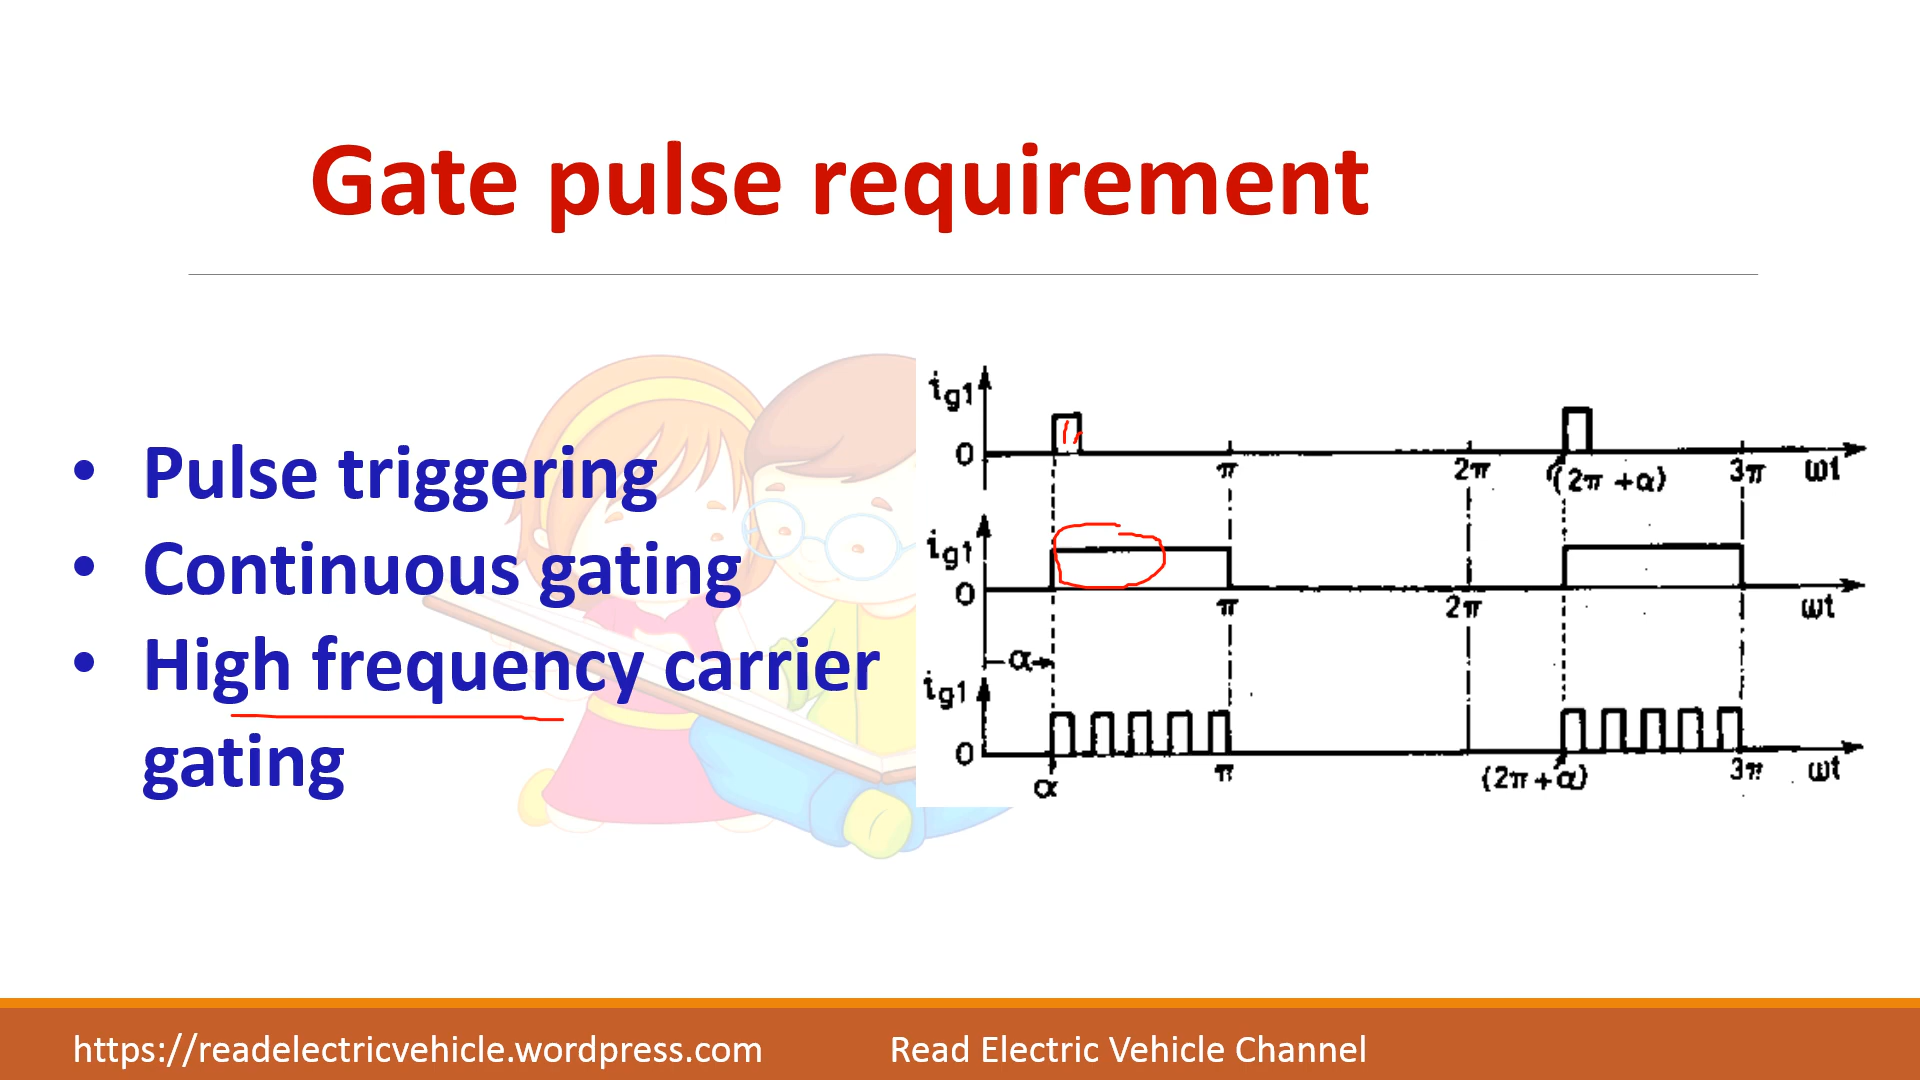 Gate pulse requirement
• Pulse triggering
• Continuous gating
• High frequency carrier
gating
ig1
0
π
2π
(2π +α)
3π
ωt
ig1
0
π
2π
ωt
α
ig1
0
α
π
(2π+α)
3π
ωt
https://readelectricvehicle.wordpress.com
Read Electric Vehicle Channel